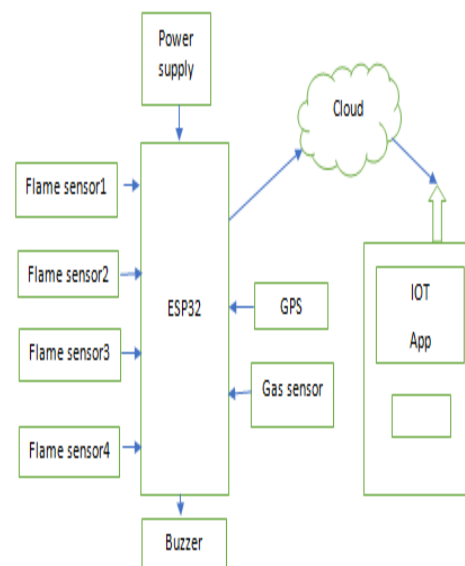 Power
supply
Cloud
Flame sensor1
Flame sensor2
ESP32
GPS
IOT
App
Flame sensor3
Gas sensor
Flame sensor4
Buzzer